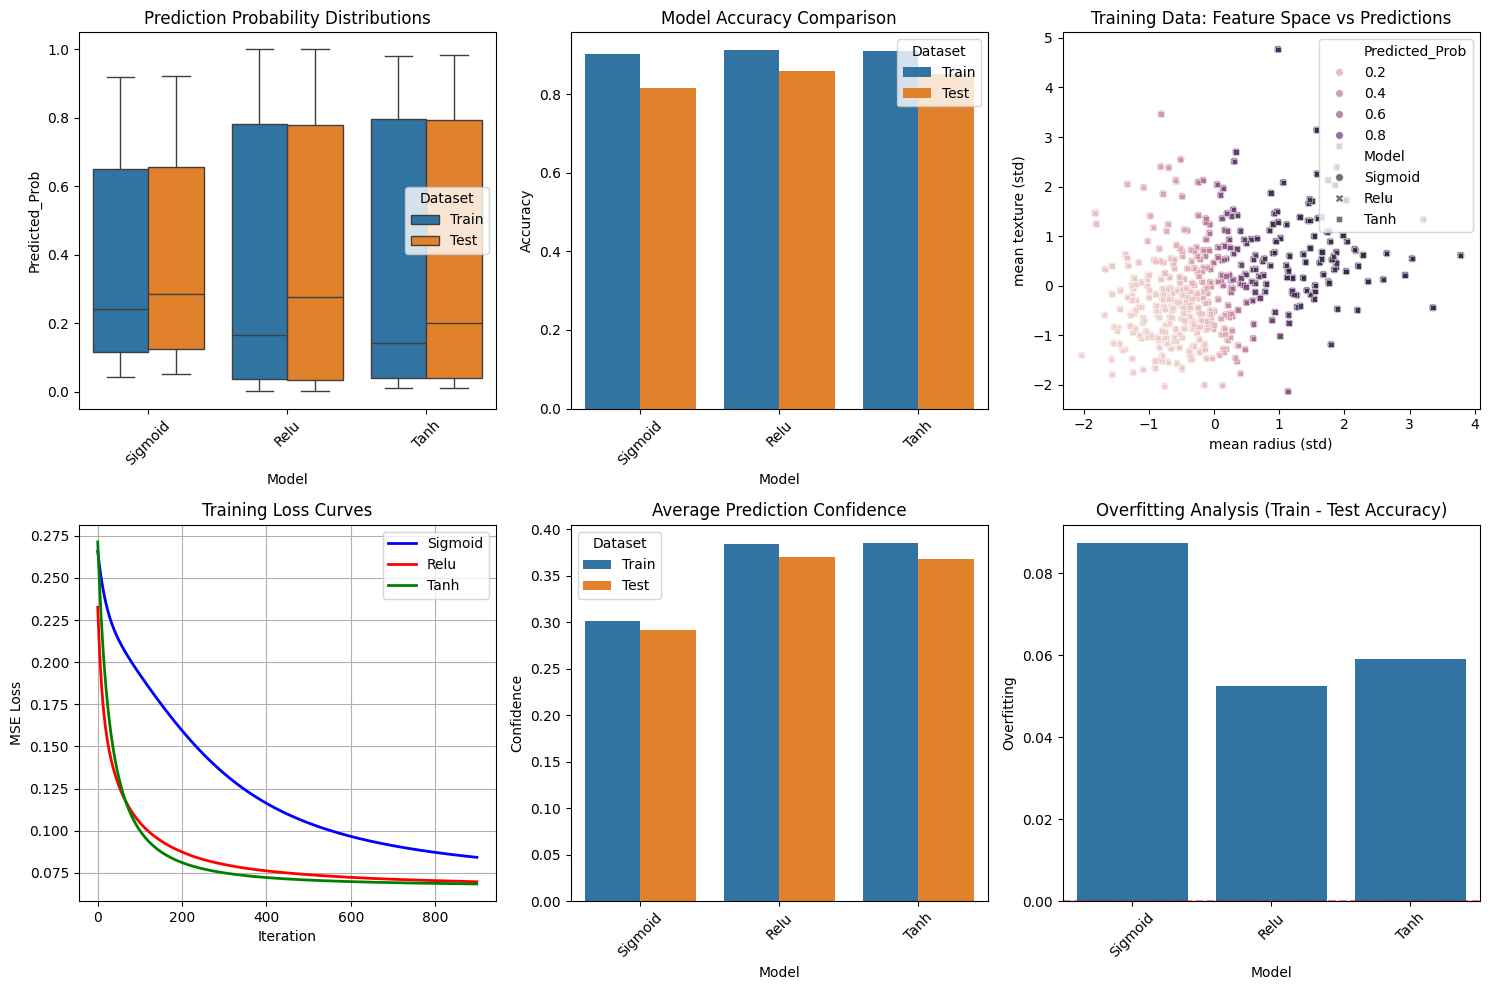 Prediction Probability Distributions
Predicted_Prob
1.0
0.8
0.6
0.4
0.2
0.0
Dataset
Train
Test
Sigmoid
Relu
Tanh
Model
Model Accuracy Comparison
Accuracy
0.8
0.6
0.4
0.2
0.0
Dataset
Train
Test
Sigmoid
Relu
Tanh
Model
Training Data: Feature Space vs Predictions
mean texture (std)
5
4
3
2
1
0
−1
−2
Predicted_Prob
0.2
0.4
0.6
0.8
Model
Sigmoid
Relu
Tanh
−2 −1 0 1 2 3 4
mean radius (std)
Training Loss Curves
MSE Loss
0.275
0.250
0.225
0.200
0.175
0.150
0.125
0.100
0.075
Sigmoid
Relu
Tanh
0 200 400 600 800
Iteration
Average Prediction Confidence
Confidence
0.40
0.35
0.30
0.25
0.20
0.15
0.10
0.05
0.00
Dataset
Train
Test
Sigmoid
Relu
Tanh
Model
Overfitting Analysis (Train - Test Accuracy)
Overfitting
0.08
0.06
0.04
0.02
0.00
Sigmoid
Relu
Tanh
Model